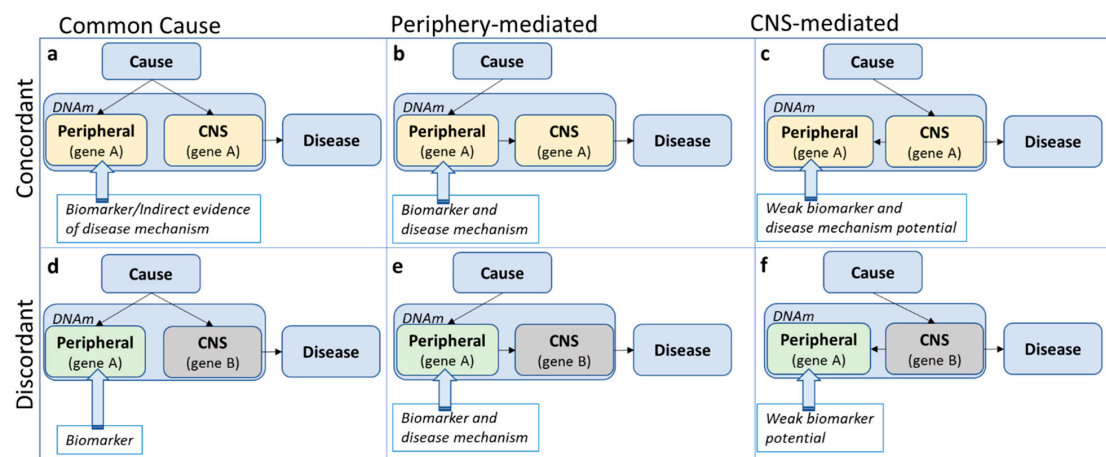 Common Cause
Periphery-mediated
CNS-mediated
Concordant
a
Cause
DNAm
Peripheral
(gene A)
CNS
(gene A)
Disease
Biomarker/Indirect evidence
of disease mechanism
b
Cause
DNAm
Peripheral
(gene A)
CNS
(gene A)
Disease
Biomarker and
disease mechanism
c
Cause
DNAm
Peripheral
(gene A)
CNS
(gene A)
Disease
Weak biomarker and
disease mechanism potential
Discordant
d
Cause
DNAm
Peripheral
(gene A)
CNS
(gene B)
Disease
Biomarker
e
Cause
DNAm
Peripheral
(gene A)
CNS
(gene B)
Disease
Biomarker and
disease mechanism
f
Cause
DNAm
Peripheral
(gene A)
CNS
(gene B)
Disease
Weak biomarker
potential